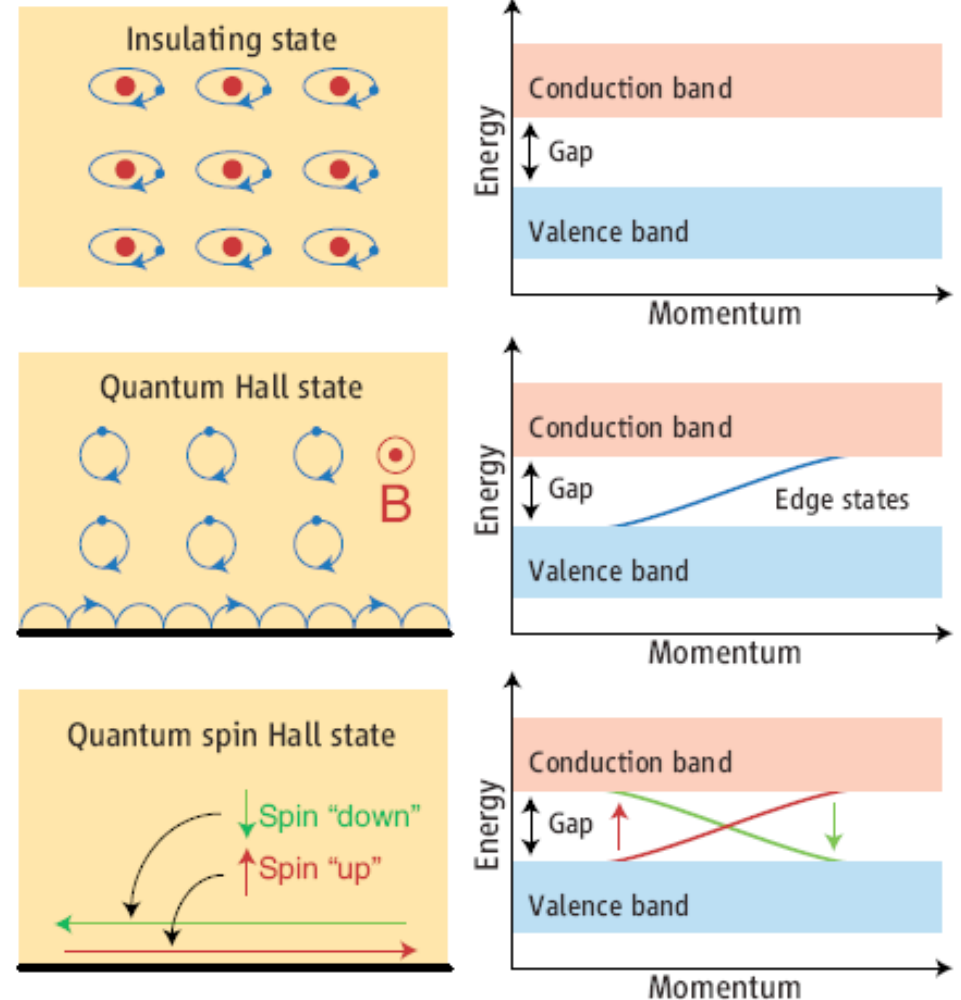 Insulating state
Energy
Conduction band
Gap
Valence band
Momentum
Quantum Hall state
B
Energy
Conduction band
Gap
Edge states
Valence band
Momentum
Quantum spin Hall state
Spin “down”
Spin “up”
Energy
Conduction band
Gap
Valence band
Momentum